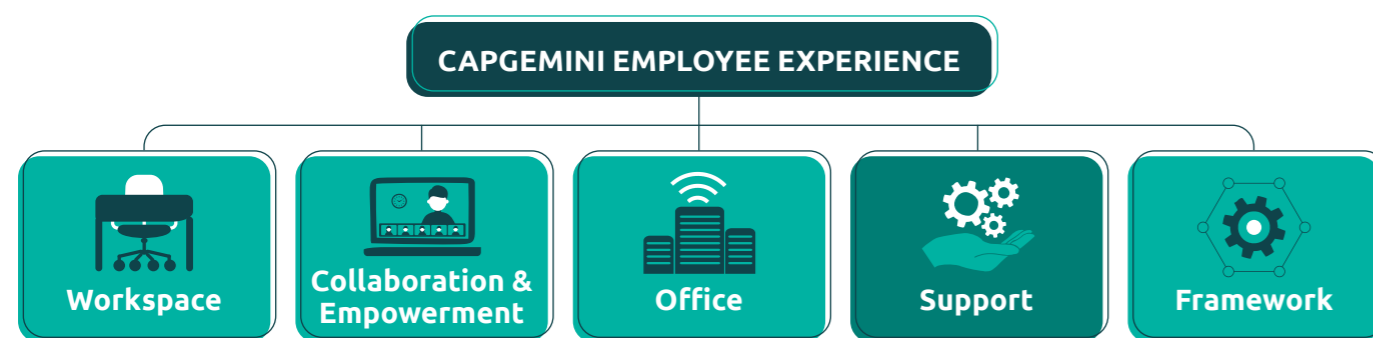 CAPGEMINI EMPLOYEE EXPERIENCE
Workspace
Collaboration &
Empowerment
Office
Support
Framework